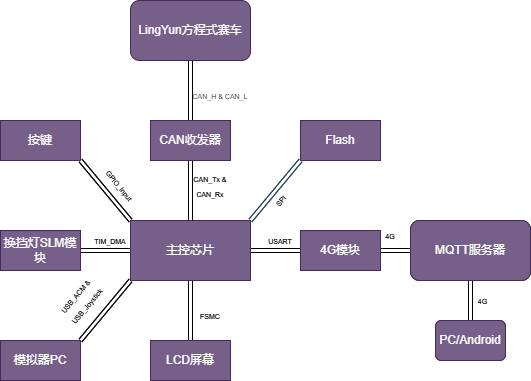 LingYun方程式赛车
CAN_H & CAN_L
按键
CAN收发器
Flash
GPIO_Input
CAN_Tx &
CAN_Rx
SPI
换挡灯SLM模
块
TIM_DMA
主控芯片
USART
4G模块
4G
MQTT服务器
USB_ACM &
USB_Joystick
FSMC
4G
模拟器PC
LCD屏幕
PC/Android